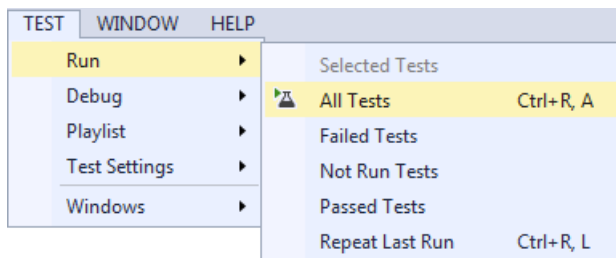 TEST WINDOW HELP
Run
Debug
Playlist
Test Settings
Windows
Selected Tests
All Tests Ctrl+R, A
Failed Tests
Not Run Tests
Passed Tests
Repeat Last Run Ctrl+R, L